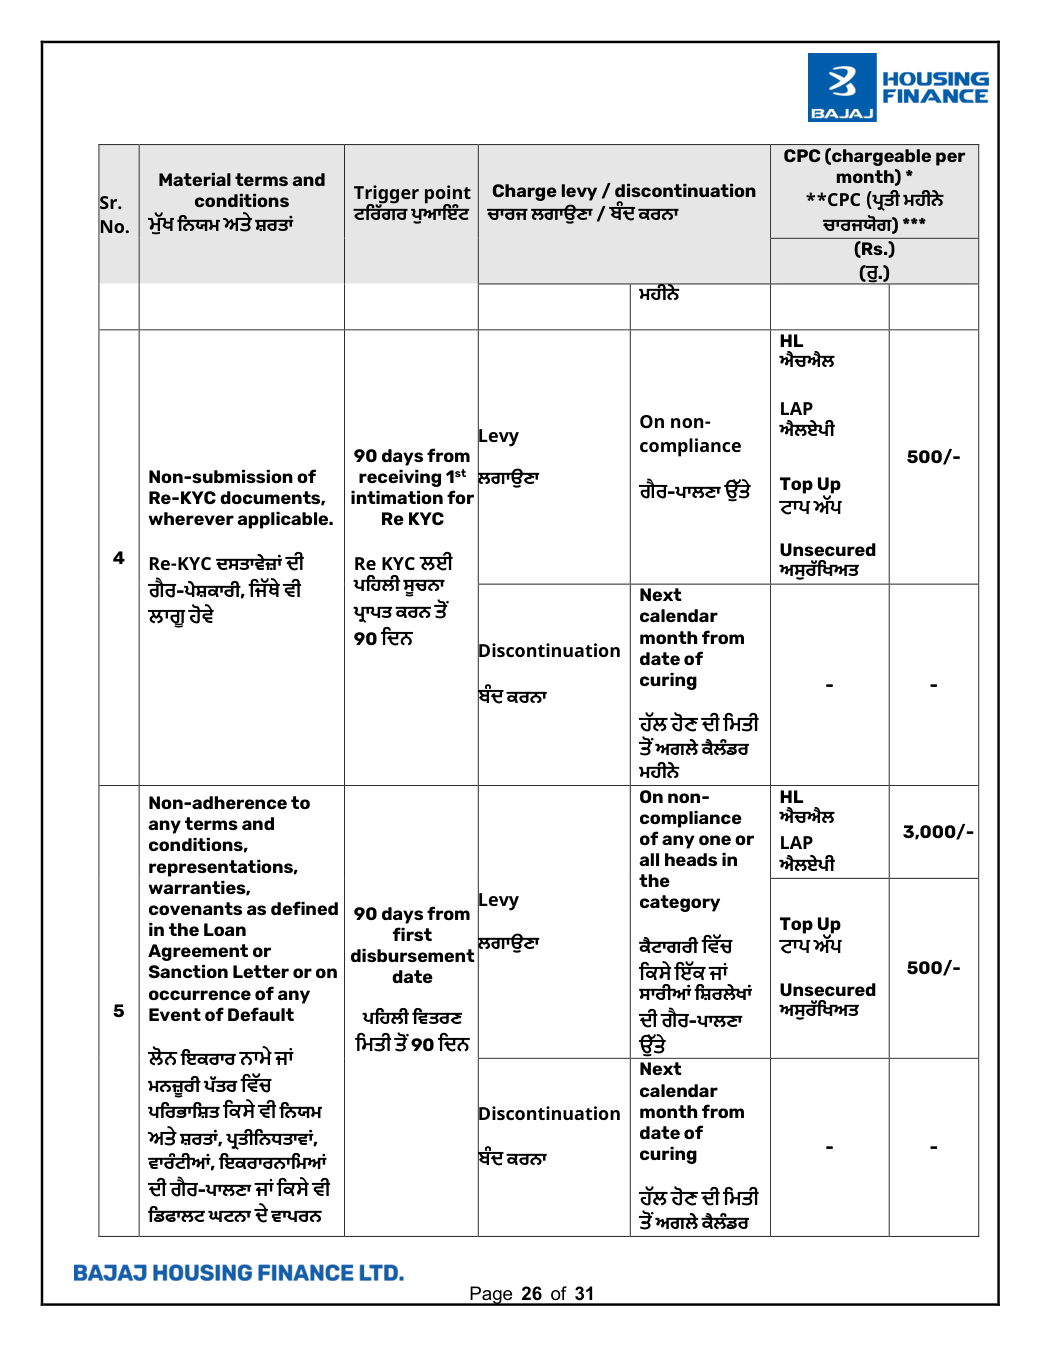 BAJAJ
HOUSING
FINANCE
Sr.
No.
Material terms and
conditions
ਮੁੱਖ ਨਿਯਮ ਅਤੇ ਸ਼ਰਤਾਂ
Trigger point
ਟਰਿੱਗਰ ਪੁਆਇੰਟ
Charge levy / discontinuation
ਚਾਰਜ ਲਗਾਉਣਾ / ਬੰਦ ਕਰਨਾ
CPC (chargeable per
month) *
**CPC (ਪ੍ਰਤੀ ਮਹੀਨੇ
ਚਾਰਜਯੋਗ) ***
(Rs.)
(ਰੁ.)
ਮਹੀਨੇ
4
Non-submission of
Re-KYC documents,
wherever applicable.
Re-KYC ਦਸਤਾਵੇਜ਼ਾਂ ਦੀ
ਗੈਰ-ਪੇਸ਼ਕਾਰੀ, ਜਿੱਥੇ ਵੀ
ਲਾਗੂ ਹੋਵੇ
90 days from
receiving 1st
intimation for
Re KYC
Re KYC ਲਈ
ਪਹਿਲੀ ਸੂਚਨਾ
ਪ੍ਰਾਪਤ ਕਰਨ ਤੋਂ
90 ਦਿਨ
Levy
ਲਗਾਉਣਾ
On non-
compliance
ਗੈਰ-ਪਾਲਣਾ ਉੱਤੇ
HL
ਐਚਐਲ
LAP
ਐਲਏਪੀ
Top Up
ਟਾਪ ਅੱਪ
Unsecured
ਅਸੁਰੱਖਿਅਤ
500/-
Discontinuation
ਬੰਦ ਕਰਨਾ
Next
calendar
month from
date of
curing
ਹੱਲ ਹੋਣ ਦੀ ਮਿਤੀ
ਤੋਂ ਅਗਲੇ ਕੈਲੰਡਰ
ਮਹੀਨੇ
-
-
5
Non-adherence to
any terms and
conditions,
representations,
warranties,
covenants as defined
in the Loan
Agreement or
Sanction Letter or on
occurrence of any
Event of Default
ਲੋਨ ਇਕਰਾਰ ਨਾਮੇ ਜਾਂ
ਮਨਜ਼ੂਰੀ ਪੱਤਰ ਵਿੱਚ
ਪਰਿਭਾਸ਼ਿਤ ਕਿਸੇ ਵੀ ਨਿਯਮ
ਅਤੇ ਸ਼ਰਤਾਂ, ਪ੍ਰਤੀਨਿਧਤਾਵਾਂ,
ਵਾਰੰਟੀਆਂ, ਇਕਰਾਰਨਾਮਿਆਂ
ਦੀ ਗੈਰ-ਪਾਲਣਾ ਜਾਂ ਕਿਸੇ ਵੀ
ਡਿਫਾਲਟ ਘਟਨਾ ਦੇ ਵਾਪਰਨ
90 days from
first
disbursement
date
ਪਹਿਲੀ ਵਿਤਰਣ
ਮਿਤੀ ਤੋਂ 90 ਦਿਨ
Levy
ਲਗਾਉਣਾ
On non-
compliance
of any one or
all heads in
the
category
ਕੈਟਾਗਰੀ ਵਿੱਚ
ਕਿਸੇ ਇੱਕ ਜਾਂ
ਸਾਰੀਆਂ ਸ਼ਿਰਲੇਖਾਂ
ਦੀ ਗੈਰ-ਪਾਲਣਾ
ਉੱਤੇ
HL
ਐਚਐਲ
LAP
ਐਲਏਪੀ
3,000/-
Top Up
ਟਾਪ ਅੱਪ
Unsecured
ਅਸੁਰੱਖਿਅਤ
500/-
Discontinuation
ਬੰਦ ਕਰਨਾ
Next
calendar
month from
date of
curing
ਹੱਲ ਹੋਣ ਦੀ ਮਿਤੀ
ਤੋਂ ਅਗਲੇ ਕੈਲੰਡਰ
-
-
BAJAJ HOUSING FINANCE LTD.
Page 26 of 31